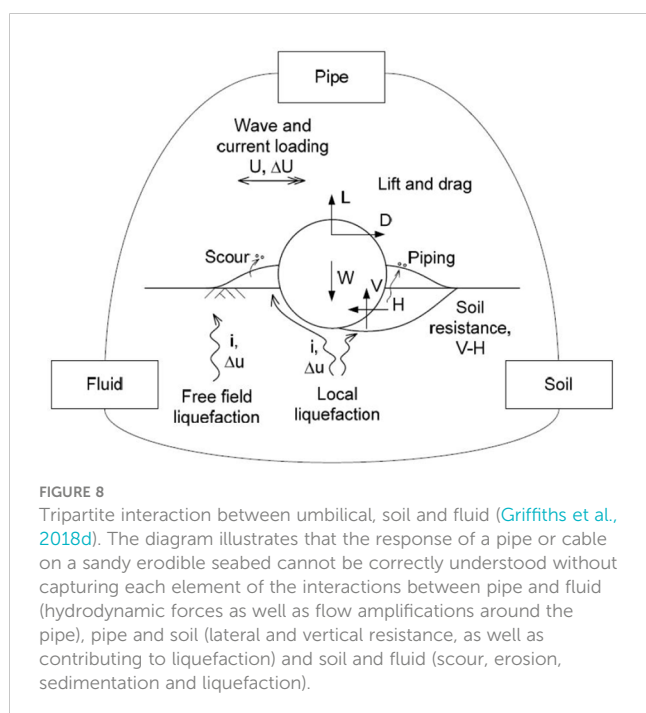 Pipe
Wave and
current loading
U, ΔU
Lift and drag
L
D
Scour
Piping
W
V
H
Soil
resistance,
V-H
i,
Δu
i,
Δu
Fluid
Soil
Free field
liquefaction
Local
liquefaction
FIGURE 8
Tripartite interaction between umbilical, soil and fluid (Griffiths et al.,
2018d). The diagram illustrates that the response of a pipe or cable
on a sandy erodible seabed cannot be correctly understood without
capturing each element of the interactions between pipe and fluid
(hydrodynamic forces as well as flow amplifications around the
pipe), pipe and soil (lateral and vertical resistance, as well as
contributing to liquefaction) and soil and fluid (scour, erosion,
sedimentation and liquefaction).